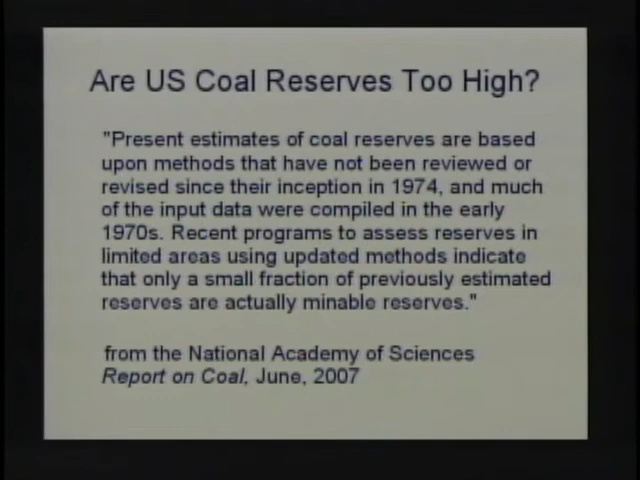 Are US Coal Reserves Too High?
"Present estimates of coal reserves are based
upon methods that have not been reviewed or
revised since their inception in 1974, and much
of the input data were compiled in the early
1970s. Recent programs to assess reserves in
limited areas using updated methods indicate
that only a small fraction of previously estimated
reserves are actually minable reserves."
from the National Academy of Sciences
Report on Coal, June, 2007